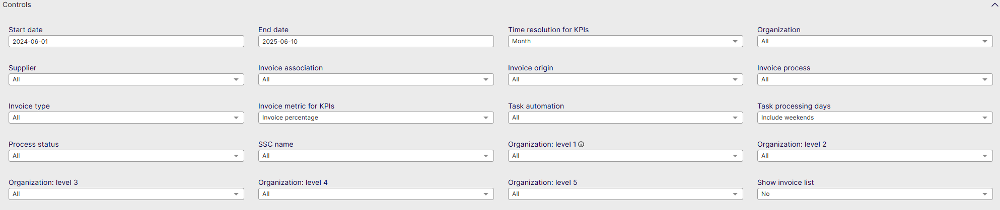 Controls
Start date
End date
Time resolution for KPIs
Organization
2024-06-01
2025-06-10
Month
All
Supplier
Invoice association
Invoice origin
Invoice process
All
All
All
All
Invoice type
Invoice metric for KPIs
Task automation
Task processing days
All
Invoice percentage
All
Include weekends
Process status
SSC name
Organization: level 1
Organization: level 2
All
All
All
All
Organization: level 3
Organization: level 4
Organization: level 5
Show invoice list
All
All
All
No